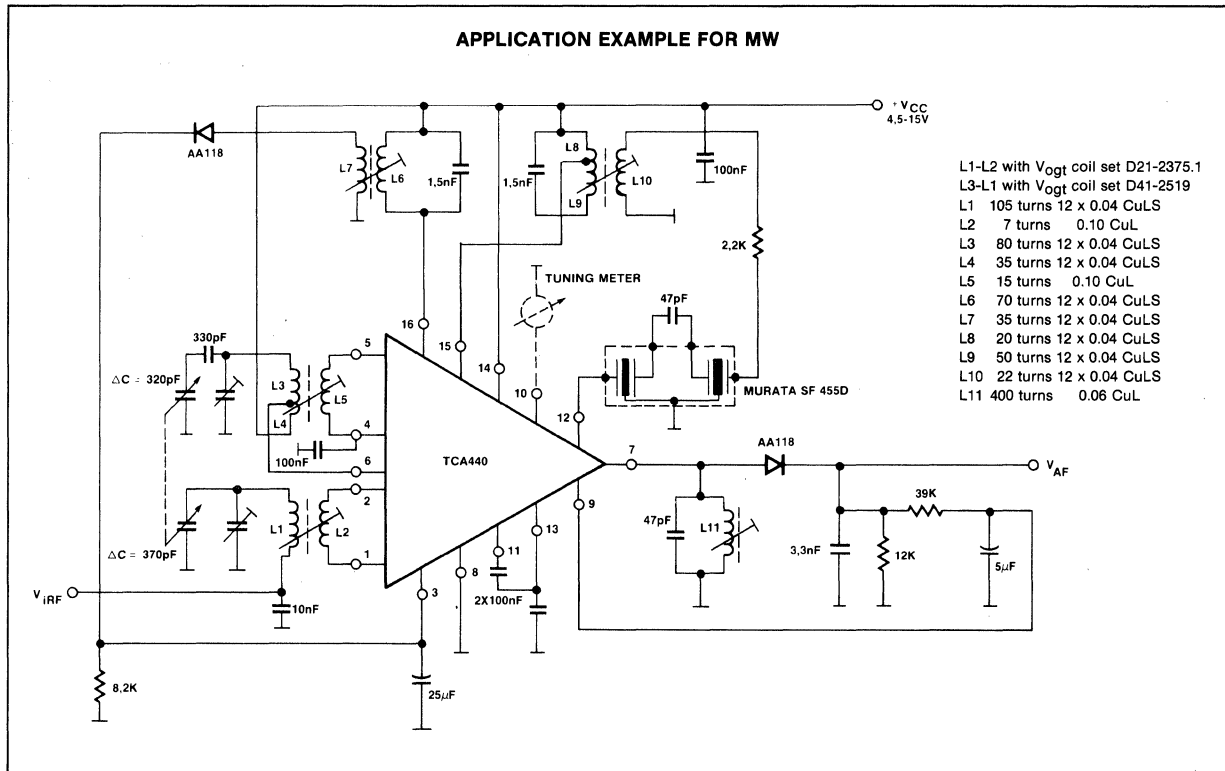 APPLICATION EXAMPLE FOR MW
+ VCC
4,5-15V
AA118
L7
L6
1,5nF
1,5nF
L8
L9
L10
100nF
2,2K
TUNING METER
47pF
MURATA SF 455D
16
15
14
10
12
330pF
ΔC = 320pF
L3
L4
L5
5
4
100nF
6
2
TCA440
7
AA118
VAF
9
ΔC = 370pF
L1
L2
1
47pF
L11
39K
3,3nF
12K
5μF
13
11
8
3
2X100nF
ViRF
10nF
8,2K
25μF
L1-L2 with Vogt coil set D21-2375.1
L3-L1 with Vogt coil set D41-2519
L1 105 turns 12 x 0.04 CuLS
L2 7 turns 0.10 CuL
L3 80 turns 12 x 0.04 CuLS
L4 35 turns 12 x 0.04 CuLS
L5 15 turns 0.10 CuL
L6 70 turns 12 x 0.04 CuLS
L7 35 turns 12 x 0.04 CuLS
L8 20 turns 12 x 0.04 CuLS
L9 50 turns 12 x 0.04 CuLS
L10 22 turns 12 x 0.04 CuLS
L11 400 turns 0.06 CuL